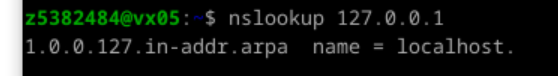 z5382484@vx05:~$ nslookup 127.0.0.1
1.0.0.127.in-addr.arpa  name = localhost.